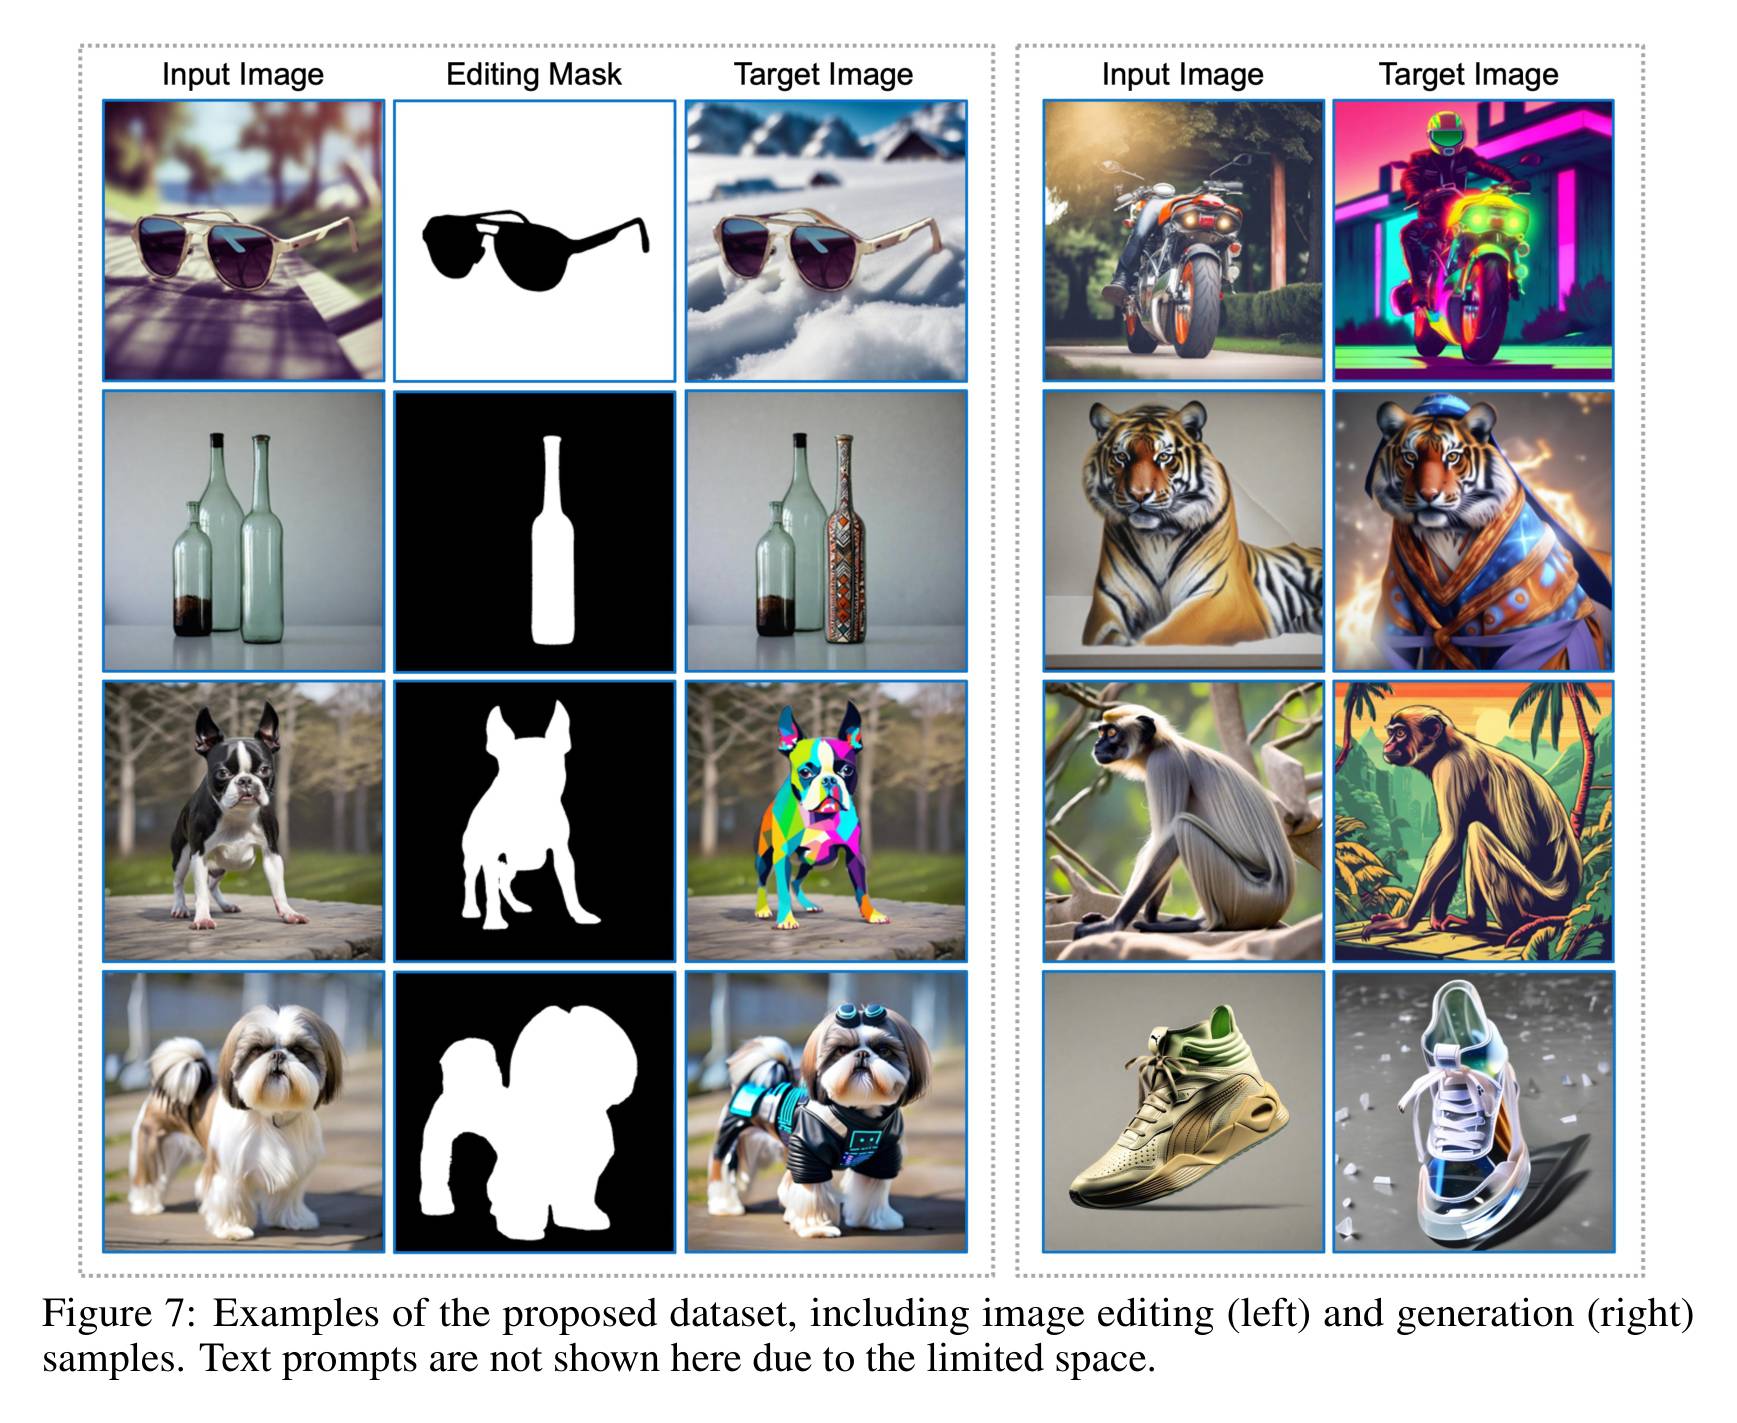 Input Image
Editing Mask
Target Image
Input Image
Target Image
Figure 7: Examples of the proposed dataset, including image editing (left) and generation (right)
samples. Text prompts are not shown here due to the limited space.